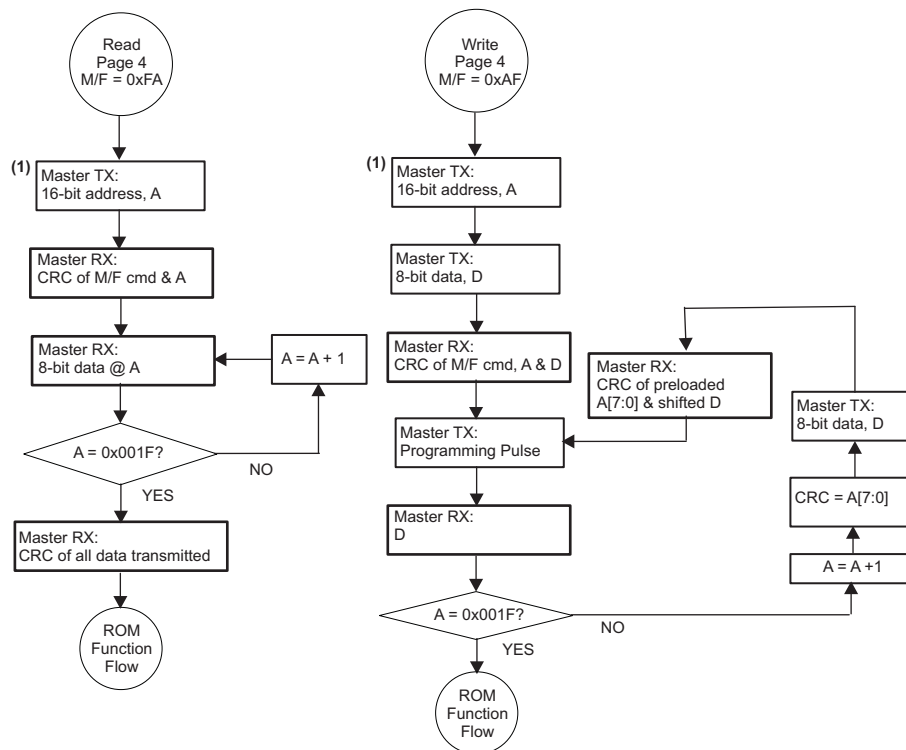 Read
Page 4
M/F = 0xFA
(1)
Master TX:
16-bit address, A
Master RX:
CRC of M/F cmd & A
Master RX:
8-bit data @ A
A = A + 1
A = 0x001F?
NO
YES
Master RX:
CRC of all data transmitted
ROM
Function
Flow
Write
Page 4
M/F = 0xAF
(1)
Master TX:
16-bit address, A
Master TX:
8-bit data, D
Master RX:
CRC of M/F cmd, A & D
Master RX:
CRC of preloaded
A[7:0] & shifted D
Master TX:
8-bit data, D
Master TX:
Programming Pulse
CRC = A[7:0]
Master RX:
D
A = A +1
A = 0x001F?
NO
YES
ROM
Function
Flow